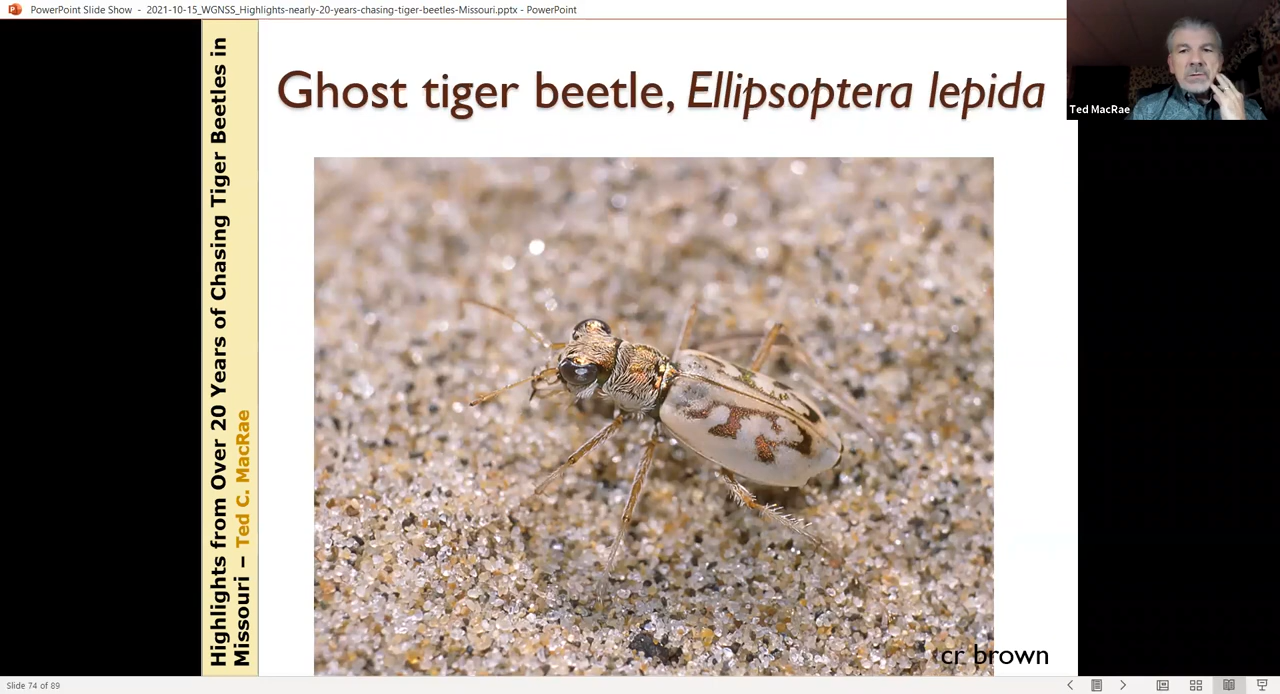 PowerPoint Slide Show - 2021-10-15_WGNSS_Highlights-nearly-20-years-chasing-tiger-beetles-Missouri.pptx - PowerPoint
Highlights from Over 20 Years of Chasing Tiger Beetles in
Missouri – Ted C. MacRae
Ghost tiger beetle, Ellipsoptera lepida
Ted MacRae
cr brown
Slide 74 of 89